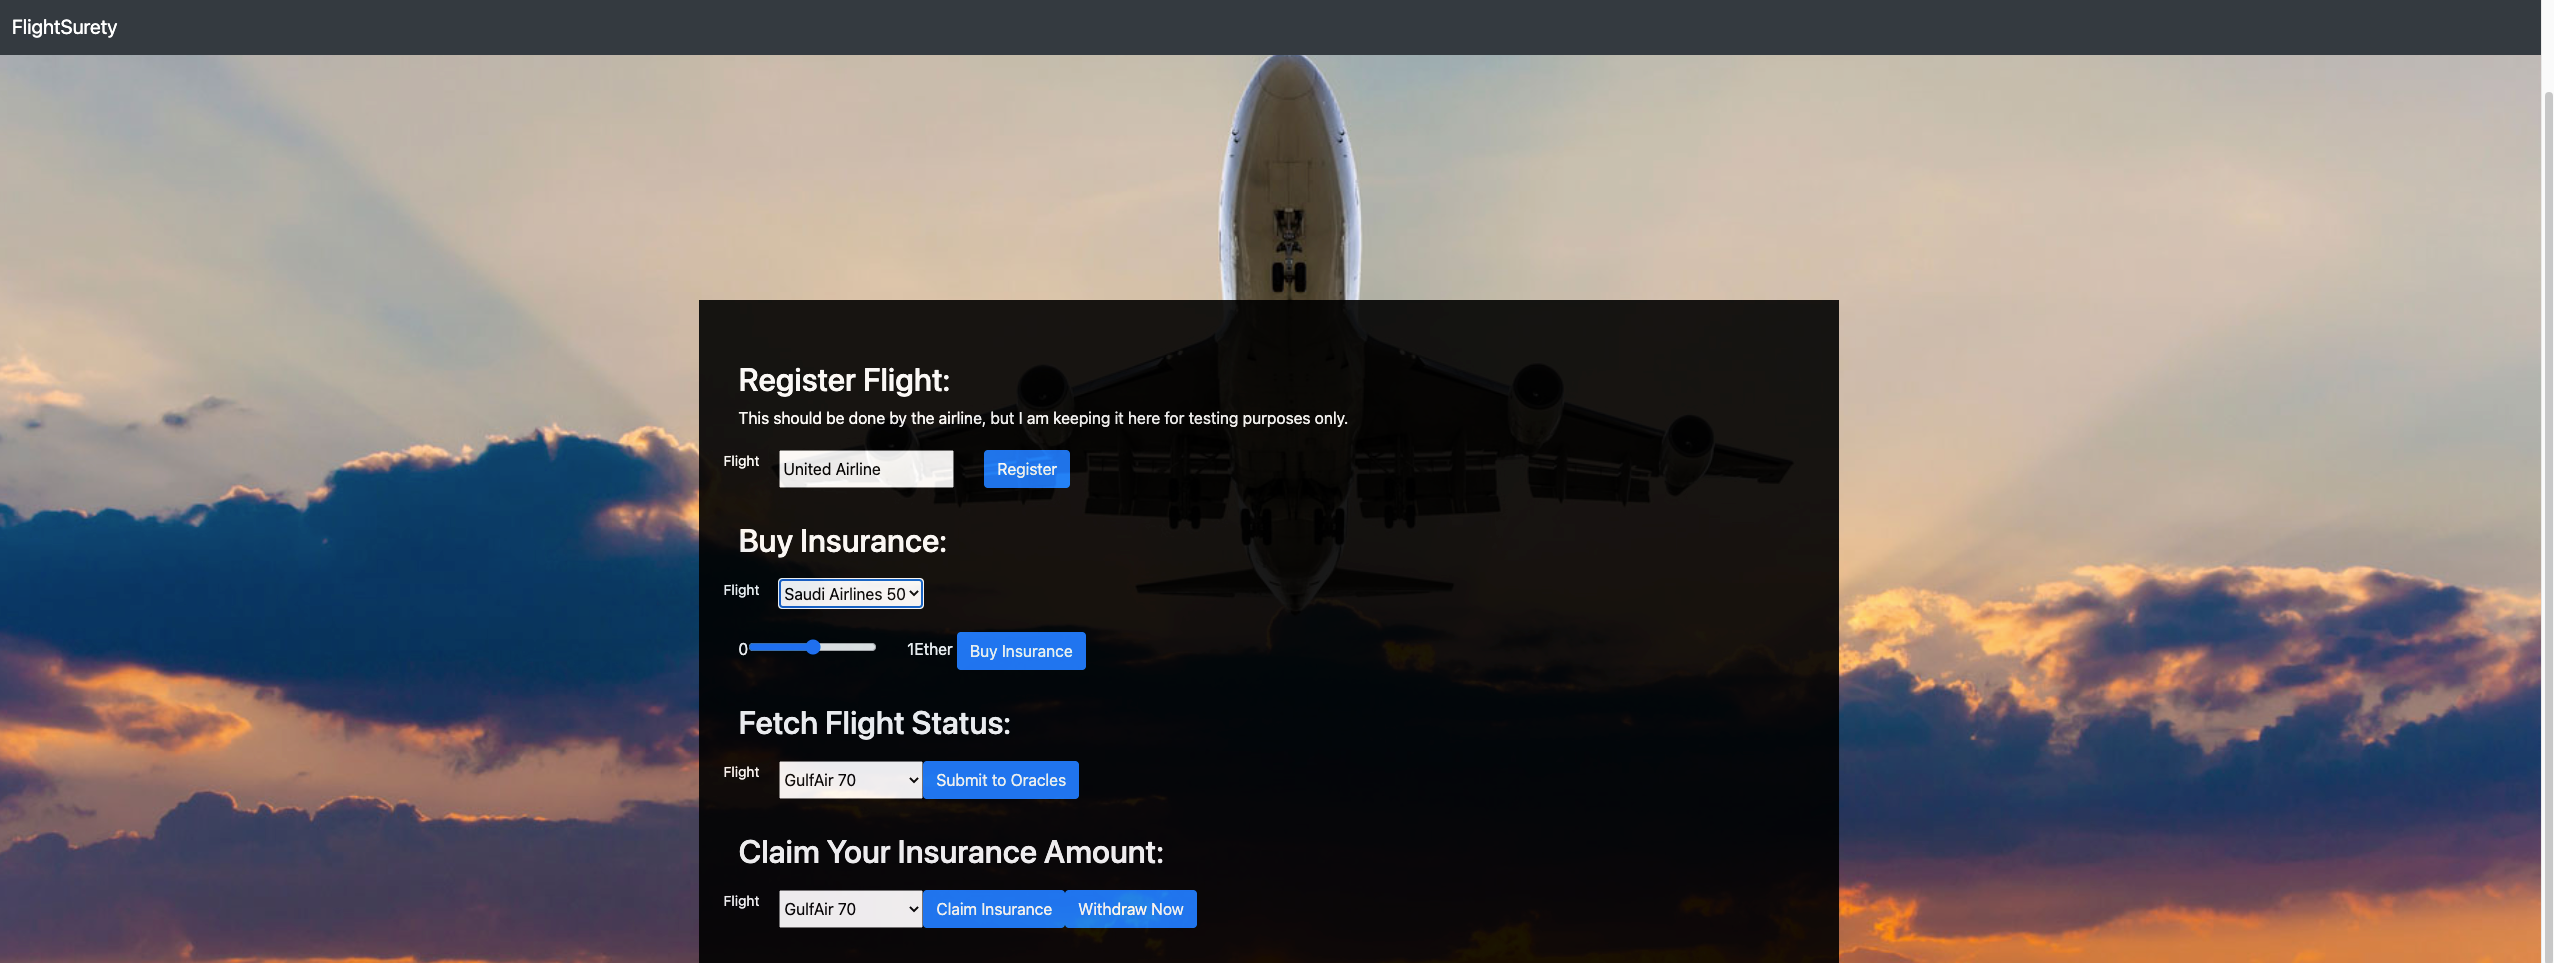 FlightSurety
Register Flight:
This should be done by the airline, but I am keeping it here for testing purposes only.
Flight United Airline Register
Buy Insurance:
Flight Saudi Airlines 50
0 1Ether Buy Insurance
Fetch Flight Status:
Flight GulfAir 70 Submit to Oracles
Claim Your Insurance Amount:
Flight GulfAir 70 Claim Insurance Withdraw Now